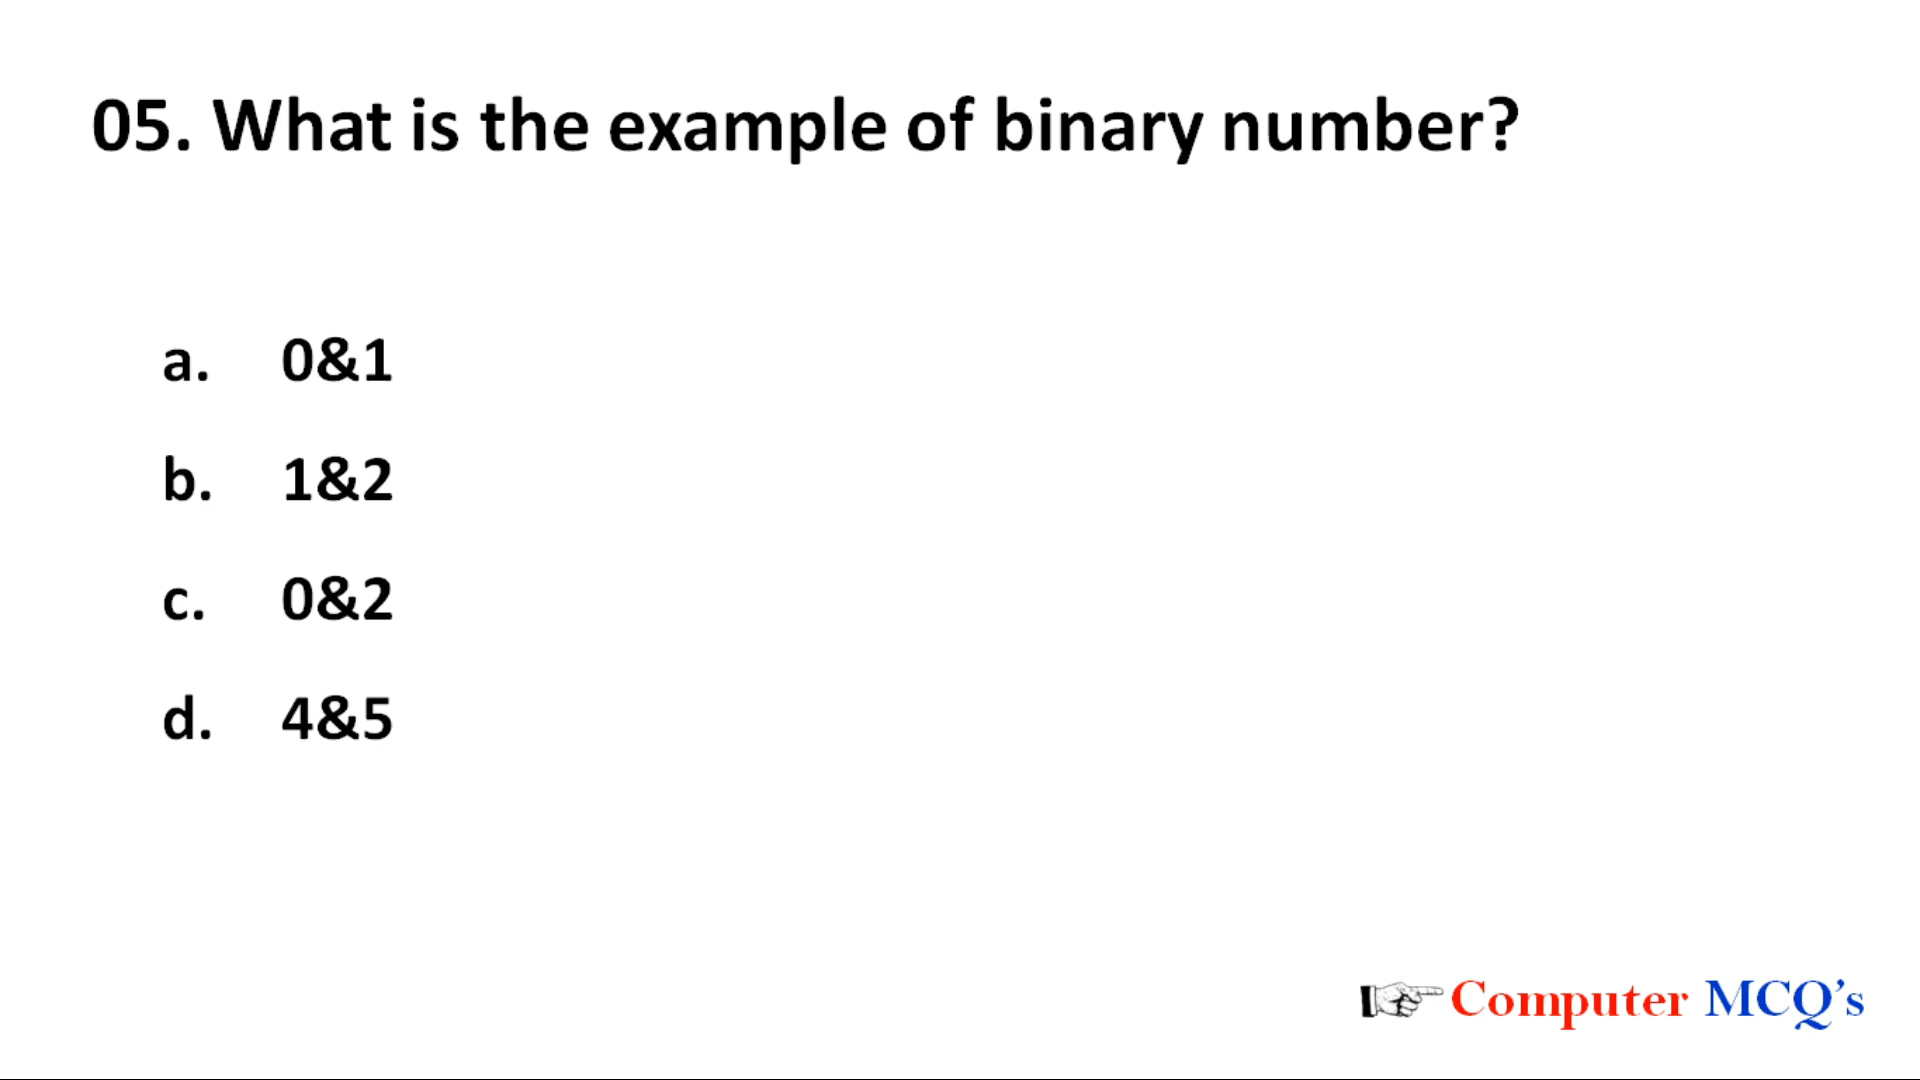 05. What is the example of binary number?
a. 0&1
b. 1&2
c. 0&2
d. 4&5
Computer MCQ's